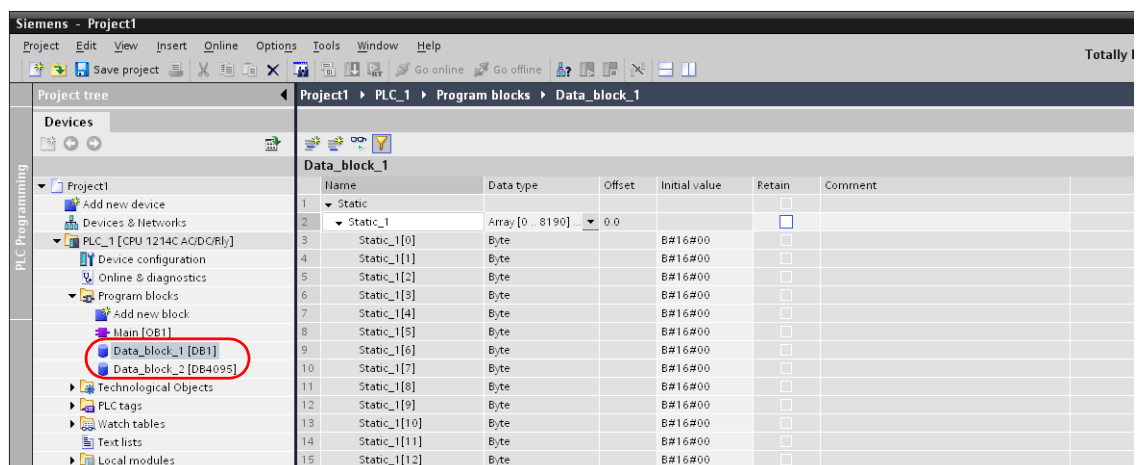 Siemens - Project1
Project Edit View Insert Online Options Tools Window Help
Totally
Save project Go online Go offline
Project tree Project1 PLC_1 Program blocks Data_block_1
Devices
PLC Programming
Data_block_1
Name Data type Offset Initial value Retain Comment
Project1
1 Static
Add new device
2 Static_1 Array [0 .. 8190] ... 0.0
Devices & Networks
3 Static_1[0] Byte B#16#00
PLC_1 [CPU 1214C AC/DC/Rly]
4 Static_1[1] Byte B#16#00
Device configuration
5 Static_1[2] Byte B#16#00
Online & diagnostics
6 Static_1[3] Byte B#16#00
Program blocks
7 Static_1[4] Byte B#16#00
Add new block
8 Static_1[5] Byte B#16#00
Main [OB1]
9 Static_1[6] Byte B#16#00
Data_block_1 [DB1]
10 Static_1[7] Byte B#16#00
Data_block_2 [DB4095]
11 Static_1[8] Byte B#16#00
Technological Objects
12 Static_1[9] Byte B#16#00
PLC tags
13 Static_1[10] Byte B#16#00
Watch tables
14 Static_1[11] Byte B#16#00
Text lists
15 Static_1[12] Byte B#16#00
Local modules